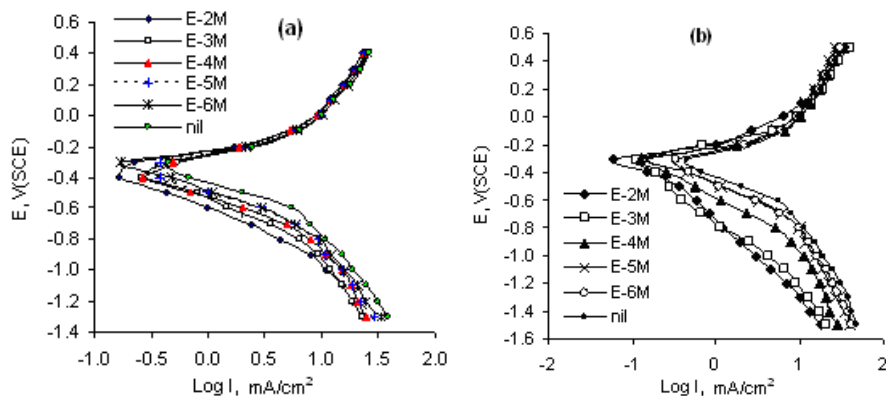 (a)
E-2M
E-3M
E-4M
E-5M
E-6M
nil
0.6
0.4
0.2
0.0
-0.2
-0.4
-0.6
-0.8
-1.0
-1.2
-1.4
E, V(SCE)
-1.0 -0.5 0.0 0.5 1.0 1.5 2.0
Log I, mA/cm²
(b)
0.6
0.4
0.2
0.0
-0.2
-0.4
-0.6
-0.8
-1.0
-1.2
-1.4
-1.6
E, V(SCE)
E-2M
E-3M
E-4M
E-5M
E-6M
nil
-2 -1 0 1 2
Log I, mA/cm²